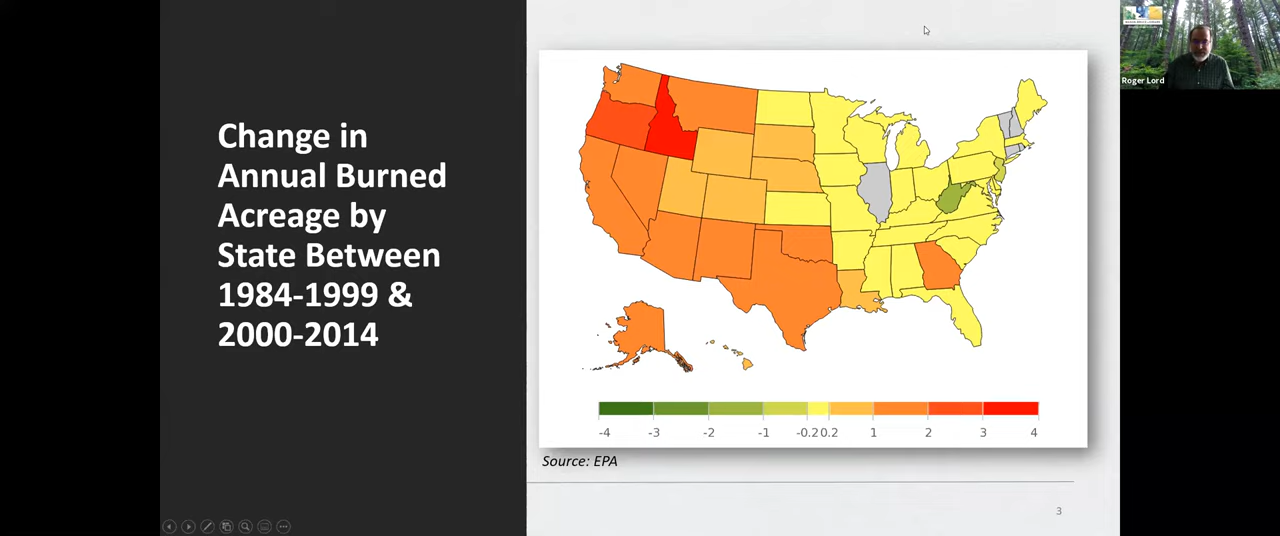 Change in
Annual Burned
Acreage by
State Between
1984-1999 &
2000-2014
-4 -3 -2 -1 -0.2 0.2 1 2 3 4
Source: EPA
3
Roger Lord